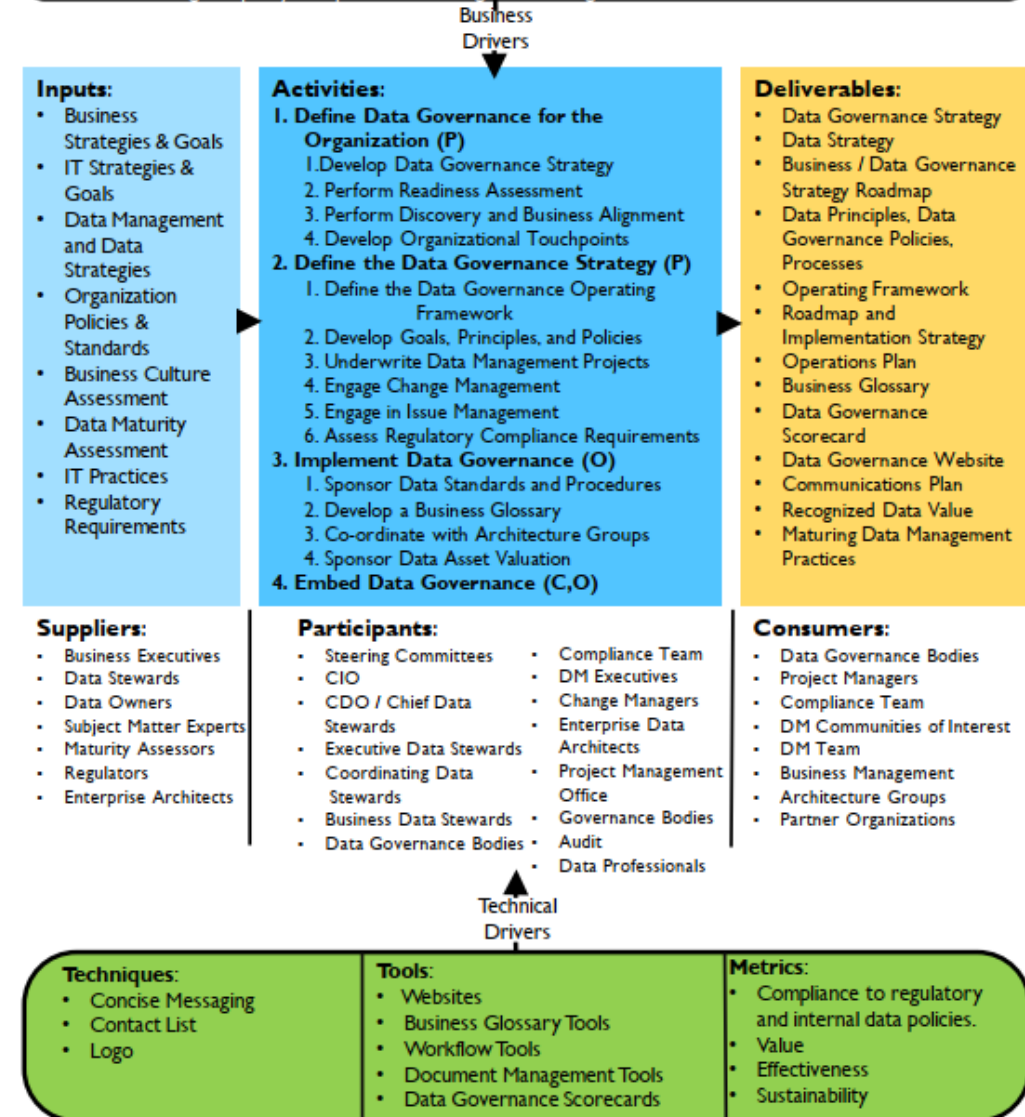 Business
Drivers
Inputs:
• Business
Strategies & Goals
• IT Strategies &
Goals
• Data Management
and Data
Strategies
• Organization
Policies &
Standards
• Business Culture
Assessment
• Data Maturity
Assessment
• IT Practices
• Regulatory
Requirements
Activities:
1. Define Data Governance for the
Organization (P)
1.Develop Data Governance Strategy
2. Perform Readiness Assessment
3. Perform Discovery and Business Alignment
4. Develop Organizational Touchpoints
2. Define the Data Governance Strategy (P)
1. Define the Data Governance Operating
Framework
2. Develop Goals, Principles, and Policies
3. Underwrite Data Management Projects
4. Engage Change Management
5. Engage in Issue Management
6. Assess Regulatory Compliance Requirements
3. Implement Data Governance (O)
1. Sponsor Data Standards and Procedures
2. Develop a Business Glossary
3. Co-ordinate with Architecture Groups
4. Sponsor Data Asset Valuation
4. Embed Data Governance (C,O)
Deliverables:
• Data Governance Strategy
• Data Strategy
• Business / Data Governance
Strategy Roadmap
• Data Principles, Data
Governance Policies,
Processes
• Operating Framework
• Roadmap and
Implementation Strategy
• Operations Plan
• Business Glossary
• Data Governance
Scorecard
• Data Governance Website
• Communications Plan
• Recognized Data Value
• Maturing Data Management
Practices
Suppliers:
• Business Executives
• Data Stewards
• Data Owners
• Subject Matter Experts
• Maturity Assessors
• Regulators
• Enterprise Architects
Participants:
• Steering Committees
• CIO
• CDO / Chief Data
Stewards
• Executive Data Stewards
• Coordinating Data
Stewards
• Business Data Stewards
• Data Governance Bodies
• Compliance Team
• DM Executives
• Change Managers
• Enterprise Data
Architects
• Project Management
Office
• Governance Bodies
• Audit
• Data Professionals
Consumers:
• Data Governance Bodies
• Project Managers
• Compliance Team
• DM Communities of Interest
• DM Team
• Business Management
• Architecture Groups
• Partner Organizations
Technical
Drivers
Techniques:
• Concise Messaging
• Contact List
• Logo
Tools:
• Websites
• Business Glossary Tools
• Workflow Tools
• Document Management Tools
• Data Governance Scorecards
Metrics:
• Compliance to regulatory
and internal data policies.
• Value
• Effectiveness
• Sustainability